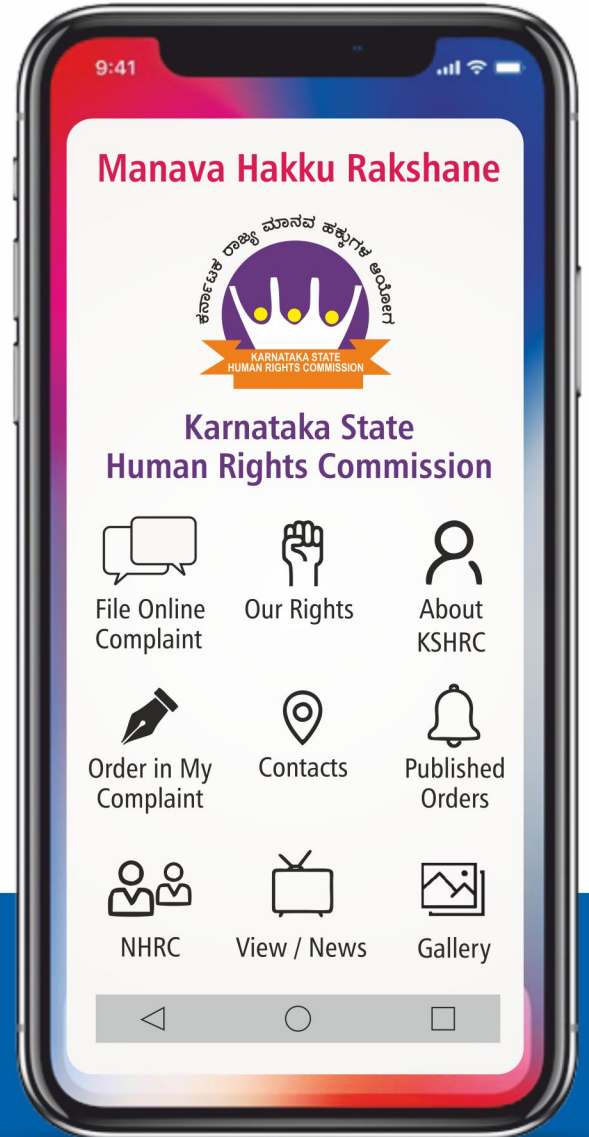 9:41
Manava Hakku Rakshane
ಕರ್ನಾಟಕ ರಾಜ್ಯ ಮಾನವ ಹಕ್ಕುಗಳ ಆಯೋಗ
KARNATAKA STATE
HUMAN RIGHTS COMMISSION
Karnataka State
Human Rights Commission
File Online
Complaint
Our Rights
About
KSHRC
Order in My
Complaint
Contacts
Published
Orders
NHRC
View / News
Gallery